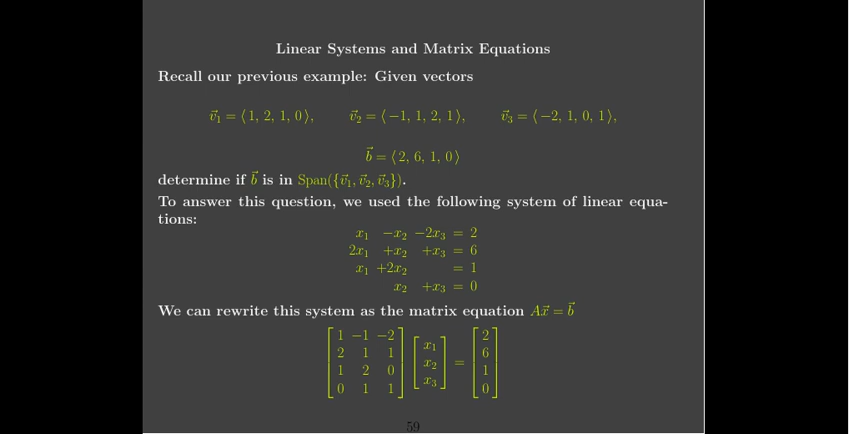 Linear Systems and Matrix Equations
Recall our previous example: Given vectors
v⃗₁ = ⟨1, 2, 1, 0⟩, v⃗₂ = ⟨−1, 1, 2, 1⟩, v⃗₃ = ⟨−2, 1, 0, 1⟩,
b⃗ = ⟨2, 6, 1, 0⟩
determine if b⃗ is in Span({v⃗₁, v⃗₂, v⃗₃}).
To answer this question, we used the following system of linear equa-
tions:
x₁ −x₂ −2x₃ = 2
2x₁ +x₂ +x₃ = 6
x₁ +2x₂ = 1
x₂ +x₃ = 0
We can rewrite this system as the matrix equation Ax⃗ = b⃗
[1 −1 −2; 2 1 1; 1 2 0; 0 1 1] [x₁; x₂; x₃] = [2; 6; 1; 0]
59